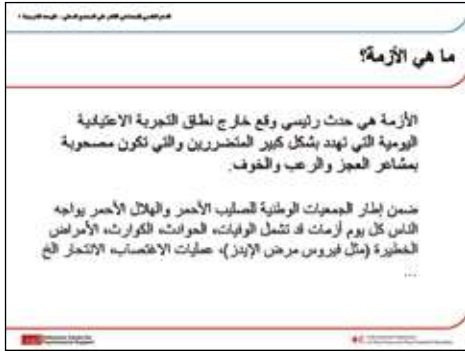 ما هي الأزمة؟
الأزمة هي حدث رئيسي وقع خارج نطاق التجربة الاعتيادية
اليومية التي تهدد بشكل كبير المتضررين والتي تكون مصحوبة
بمشاعر العجز والرعب والخوف.
ضمن إطار الجمعيات الوطنية للصليب الأحمر والهلال الأحمر يواجه
الناس كل يوم أزمات قد تشمل الوفيات، الحوادث، الكوارث، الأمراض
الخطيرة (مثل فيروس مرض الإيدز)، عمليات الاغتصاب، الانتحار الخ
...